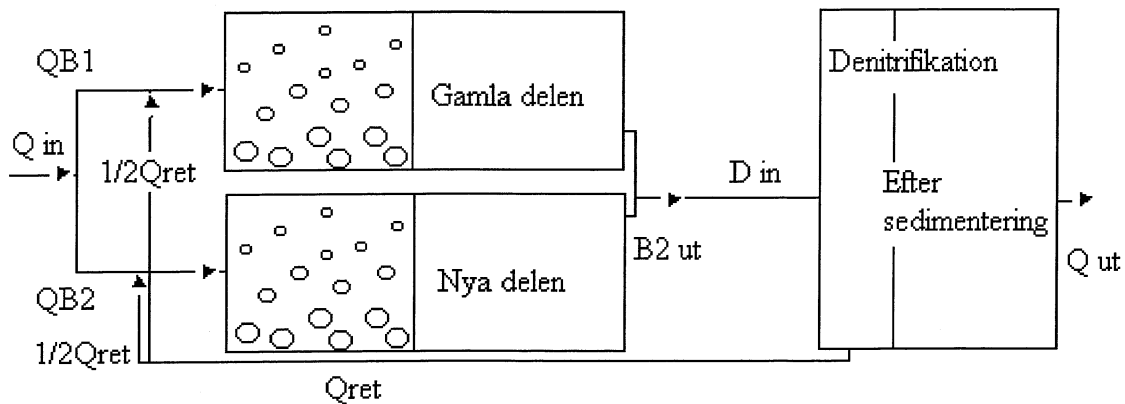 QB1
Gamla delen
Denitrifikation
Q in
1/2Qret
D in
Efter
sedimentering
B2 ut
Q ut
QB2
Nya delen
1/2Qret
Qret